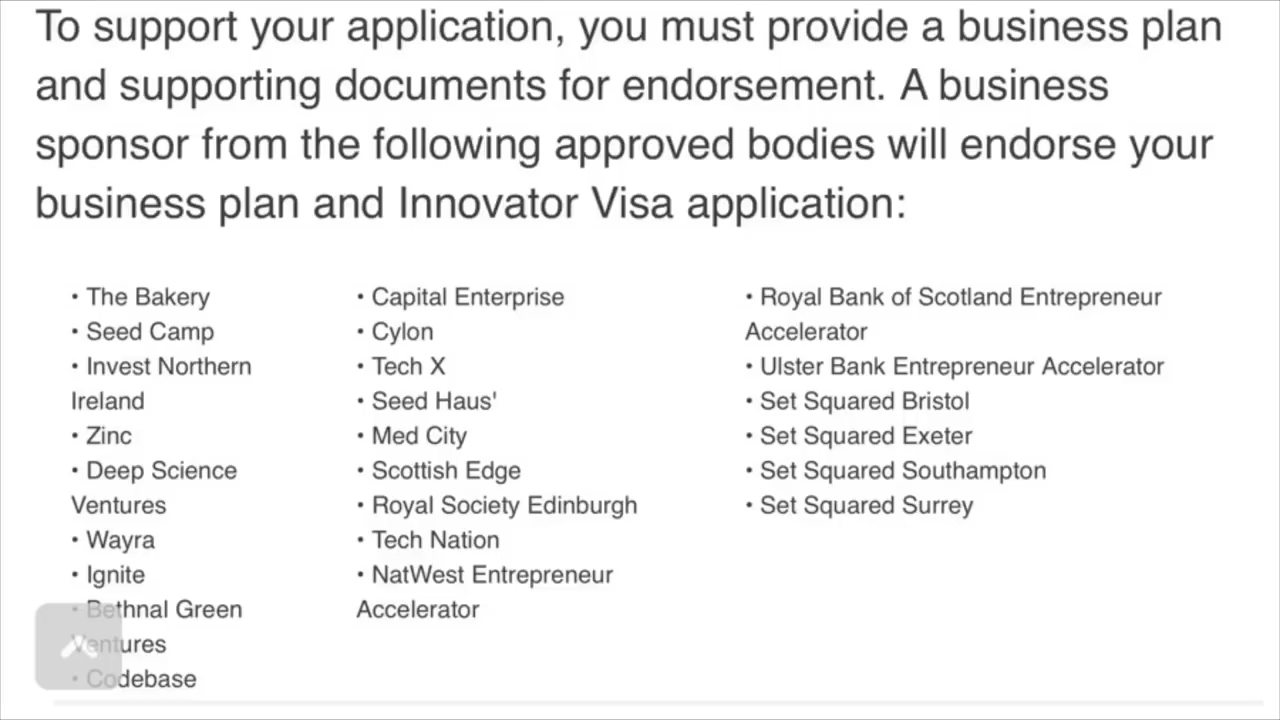 To support your application, you must provide a business plan
and supporting documents for endorsement. A business
sponsor from the following approved bodies will endorse your
business plan and Innovator Visa application:
• The Bakery
• Seed Camp
• Invest Northern
Ireland
• Zinc
• Deep Science
Ventures
• Wayra
• Ignite
• Bethnal Green
Ventures
• Codebase
• Capital Enterprise
• Cylon
• Tech X
• Seed Haus'
• Med City
• Scottish Edge
• Royal Society Edinburgh
• Tech Nation
• NatWest Entrepreneur
Accelerator
• Royal Bank of Scotland Entrepreneur
Accelerator
• Ulster Bank Entrepreneur Accelerator
• Set Squared Bristol
• Set Squared Exeter
• Set Squared Southampton
• Set Squared Surrey